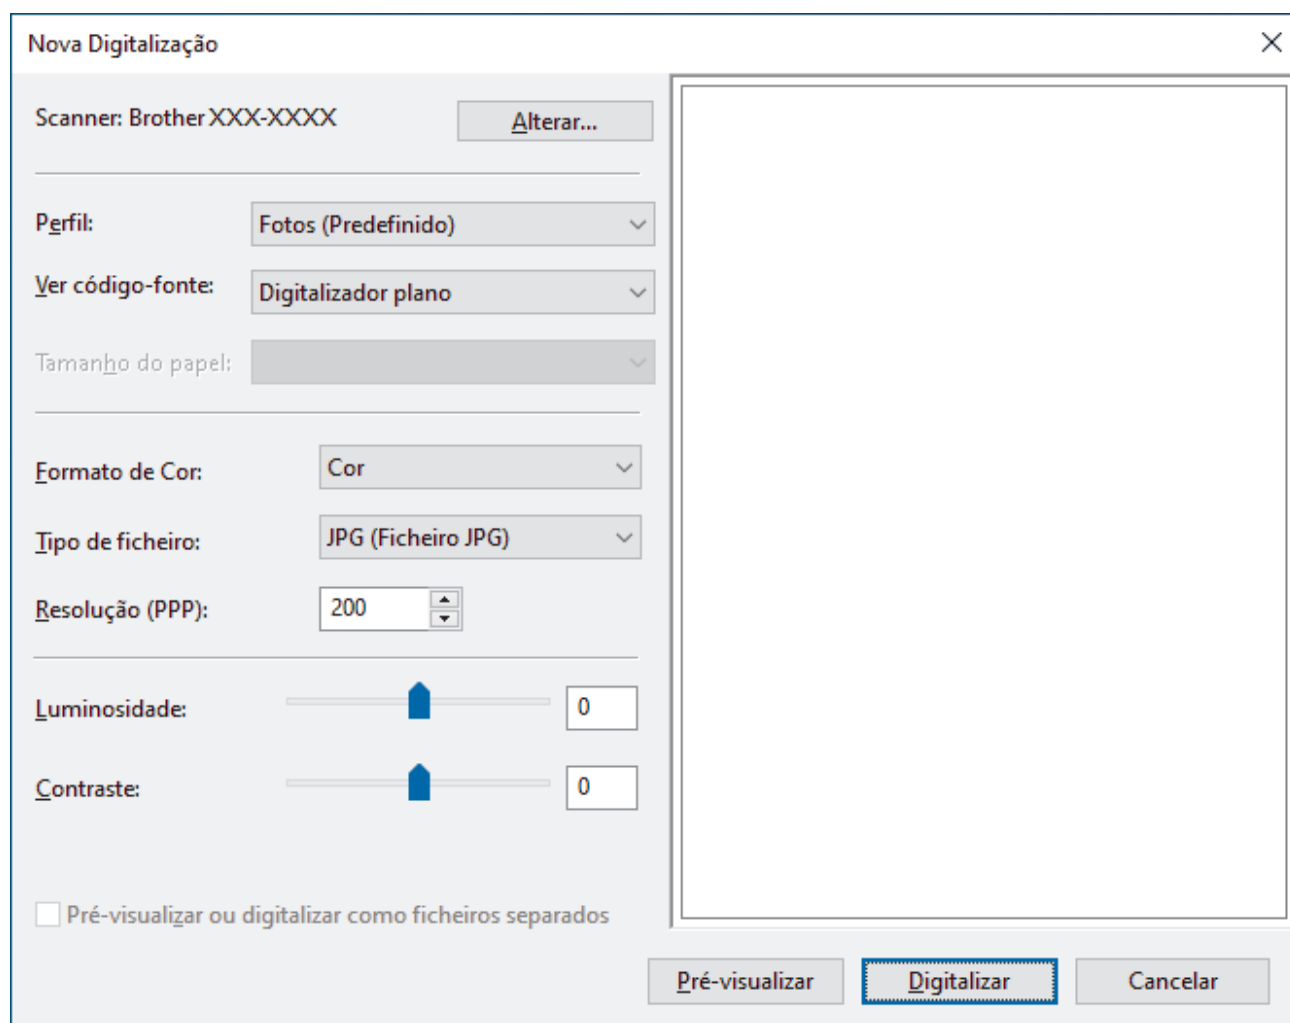 Nova Digitalização
Scanner: Brother XXX-XXXX
Alterar...
Perfil:
Fotos (Predefinido)
Ver código-fonte:
Digitalizador plano
Tamanho do papel:
Formato de Cor:
Cor
Tipo de ficheiro:
JPG (Ficheiro JPG)
Resolução (PPP):
200
Luminosidade:
0
Contraste:
0
Pré-visualizar ou digitalizar como ficheiros separados
Pré-visualizar
Digitalizar
Cancelar